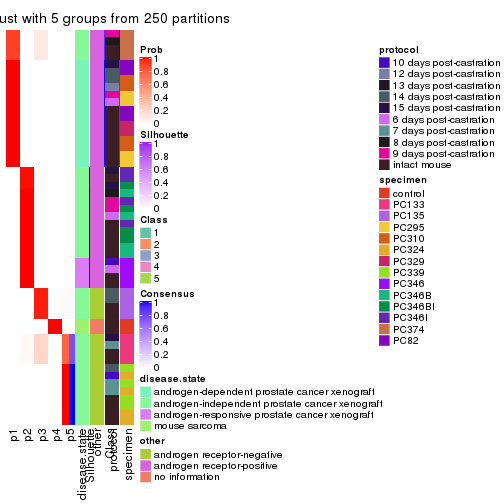 ust with 5 groups from 250 partitions
Prob
1
0.8
0.6
0.4
0.2
0
Silhouette
1
0.8
0.6
0.4
0.2
0
Class
1
2
3
4
5
Consensus
1
0.8
0.6
0.4
0.2
0
disease.state
androgen-dependent prostate cancer xenograft
androgen-independent prostate cancer xenograft
androgen-responsive prostate cancer xenograft
mouse sarcoma
other
androgen receptor-negative
androgen receptor-positive
no information
protocol
10 days post-castration
12 days post-castration
13 days post-castration
14 days post-castration
15 days post-castration
6 days post-castration
7 days post-castration
8 days post-castration
9 days post-castration
intact mouse
specimen
control
PC133
PC135
PC295
PC310
PC324
PC329
PC339
PC346
PC346B
PC346BI
PC346I
PC374
PC82
p1
p2
p3
p4
p5
disease.state
Silhouette
other
Class
protocol
specimen